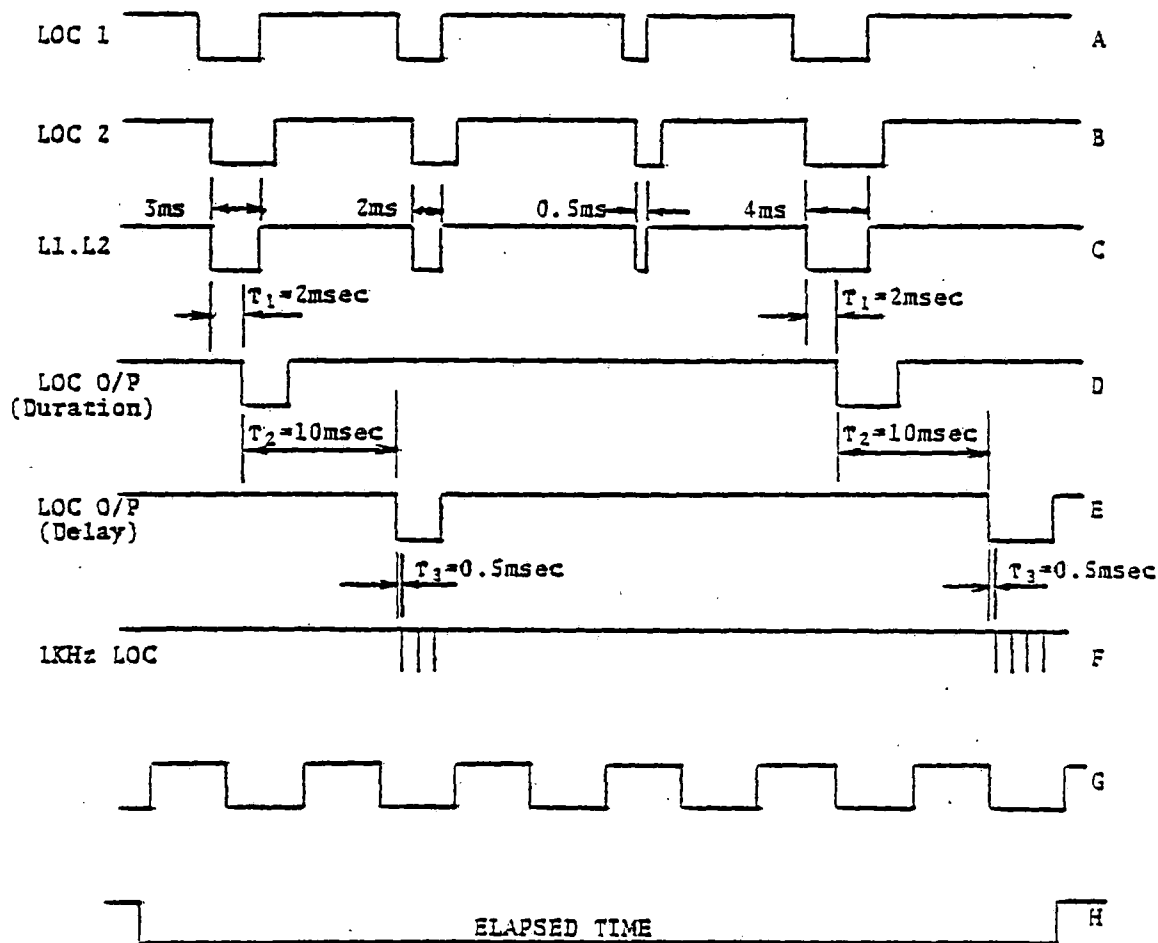 LOC 1 A
LOC 2 B
3ms 2ms 0.5ms 4ms
L1.L2 C
T1=2msec T1=2msec
LOC O/P D
(Duration)
T2=10msec T2=10msec
LOC O/P E
(Delay)
T3=0.5msec T3=0.5msec
1KHz LOC F
G
ELAPSED TIME H